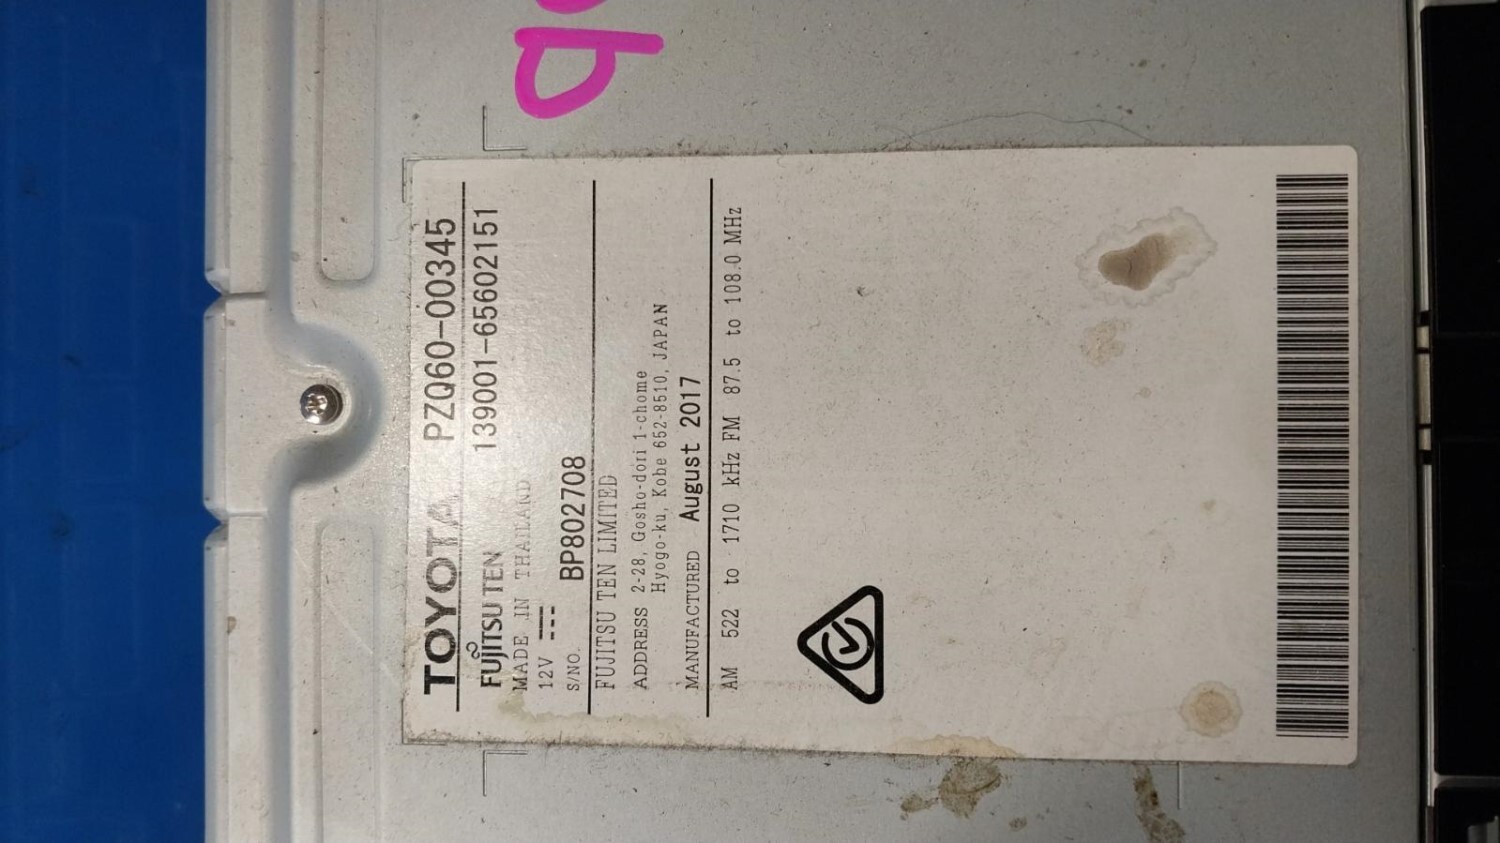 TOYOTA PZQ60-00345
FUJITSU TEN 139001-65602151
MADE IN THAILAND
12V
S/NO. BP802708
FUJITSU TEN LIMITED
ADDRESS 2-28, Gosho-dori 1-chome
Hyogo-ku, Kobe 652-8510, JAPAN
MANUFACTURED August 2017
AM 522 to 1710 kHz FM 87.5 to 108.0 MHz